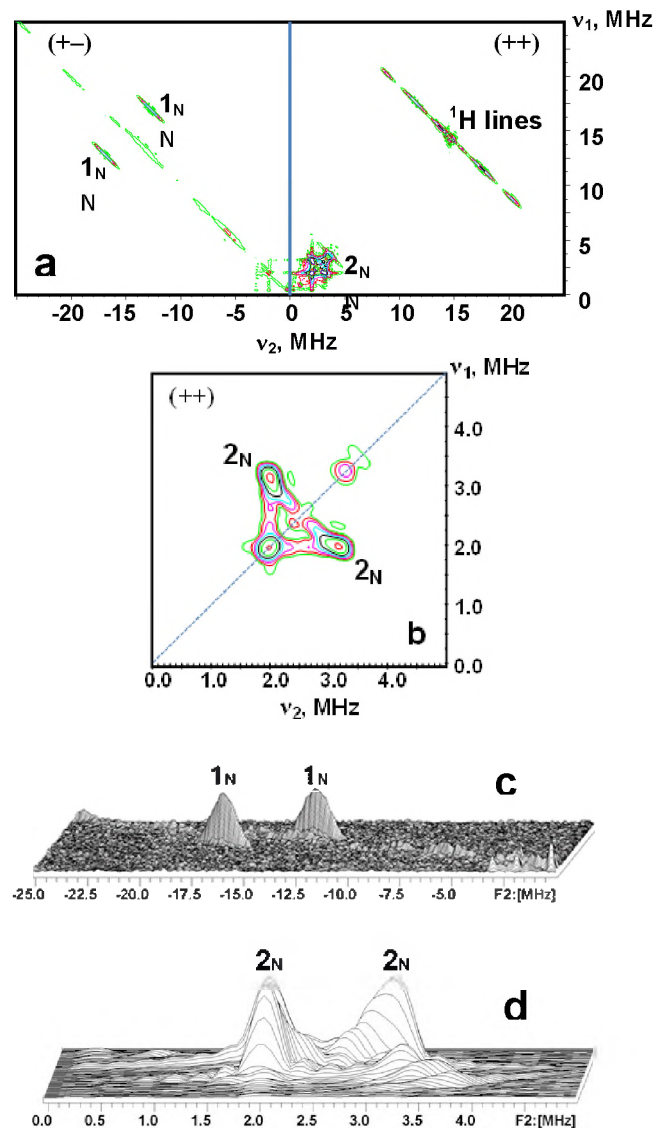 ν1, MHz
(+−)
(++)
1N
N
1N
N
¹H lines
2N
N
a
20
15
10
5
0
-20 -15 -10 -5 0 5 10 15 20
ν2, MHz
ν1, MHz
(++)
2N
2N
b
4.0
3.0
2.0
1.0
0.0
0.0 1.0 2.0 3.0 4.0
ν2, MHz
1N 1N
c
-25.0 -22.5 -20.0 -17.5 -15.0 -12.5 -10.0 -7.5 -5.0 F2:[MHz]
2N 2N
d
0.0 0.5 1.0 1.5 2.0 2.5 3.0 3.5 4.0 F2:[MHz]